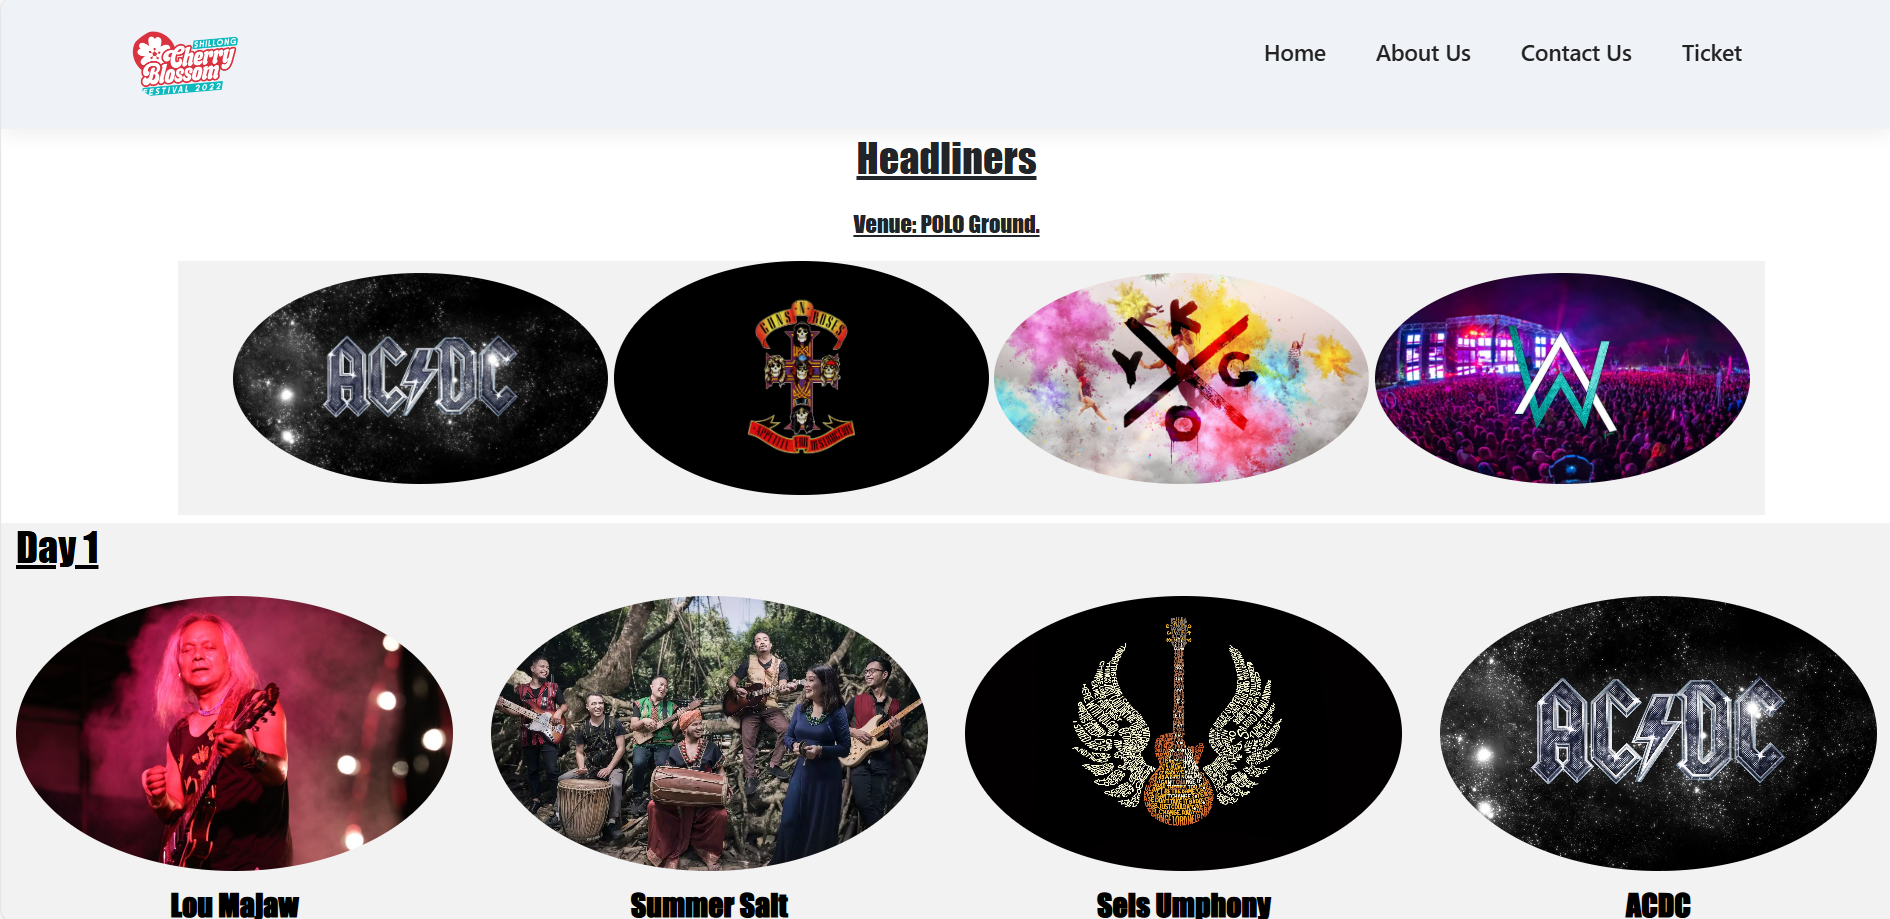 SHILLONG
Cherry
Blossom
FESTIVAL 2022
Home About Us Contact Us Ticket
Headliners
Venue: POLO Ground.
AC DC
GUNS N ROSES
APPETITE FOR DESTRUCTION
K
Y G
O
Day 1
AC DC
Lou Majaw Summer Salt Seis Umphony ACDC